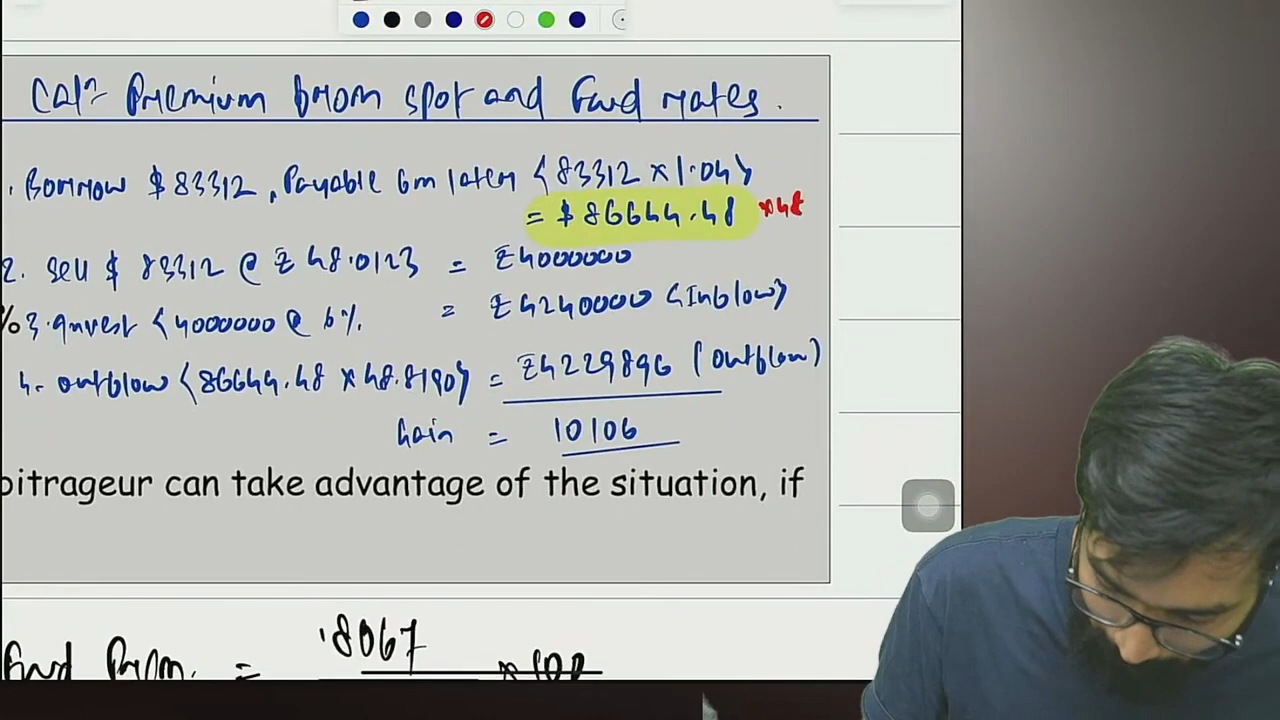 Caln Premium from spot and Fwd rates.
. Borrow $ 83312, Payable 6m later {83312 × 1.04}
= $ 86644.48 ×48
2. Sell $ 83312 @ ₹ 48.0123 = ₹4000000
% 3. Invest {4000000 @ 6% = ₹4240000 {Inflow}
4. outflow {86644.48 × 48.8190} = ₹4229896 (outflow)
Gain = 10106
bitrageur can take advantage of the situation, if
.8067
Fwd Prem. = × 100